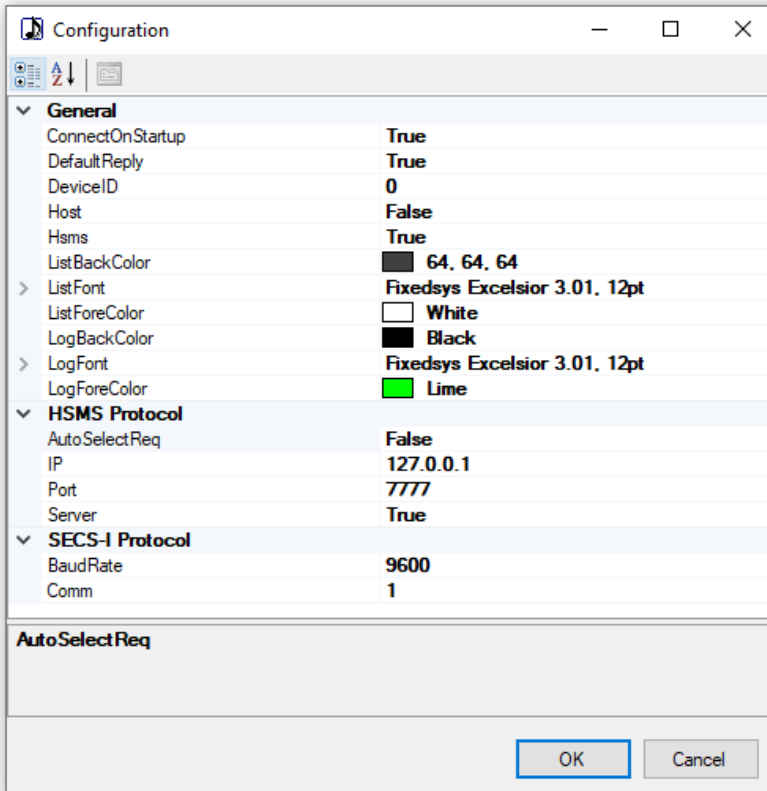 Configuration
General
ConnectOnStartup True
DefaultReply True
DeviceID 0
Host False
Hsms True
ListBackColor 64, 64, 64
ListFont Fixedsys Excelsior 3.01, 12pt
ListForeColor White
LogBackColor Black
LogFont Fixedsys Excelsior 3.01, 12pt
LogForeColor Lime
HSMS Protocol
AutoSelectReq False
IP 127.0.0.1
Port 7777
Server True
SECS-I Protocol
BaudRate 9600
Comm 1
AutoSelectReq
OK Cancel